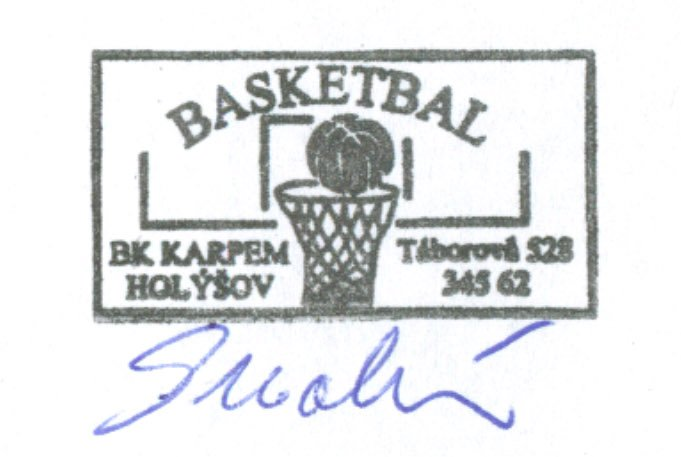 BASKETBAL
BK KARPEM
HOLÝŠOV
Táborová 528
345 62